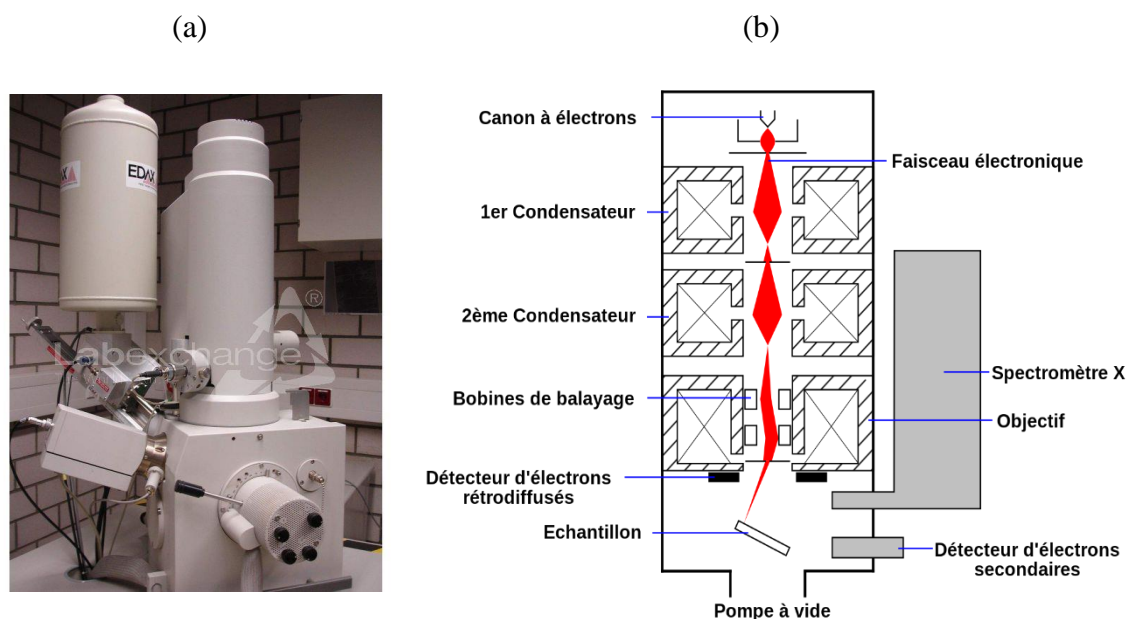 (a)
(b)
EDAX
Labexchange
®
Canon à électrons
Faisceau électronique
1er Condensateur
2ème Condensateur
Spectromètre X
Bobines de balayage
Objectif
Détecteur d'électrons
rétrodiffusés
Echantillon
Détecteur d'électrons
secondaires
Pompe à vide